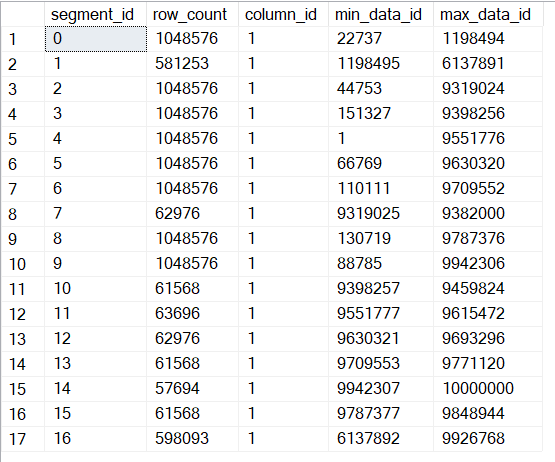 segment_id row_count column_id min_data_id max_data_id
1 0 1048576 1 22737 1198494
2 1 581253 1 1198495 6137891
3 2 1048576 1 44753 9319024
4 3 1048576 1 151327 9398256
5 4 1048576 1 1 9551776
6 5 1048576 1 66769 9630320
7 6 1048576 1 110111 9709552
8 7 62976 1 9319025 9382000
9 8 1048576 1 130719 9787376
10 9 1048576 1 88785 9942306
11 10 61568 1 9398257 9459824
12 11 63696 1 9551777 9615472
13 12 62976 1 9630321 9693296
14 13 61568 1 9709553 9771120
15 14 57694 1 9942307 10000000
16 15 61568 1 9787377 9848944
17 16 598093 1 6137892 9926768